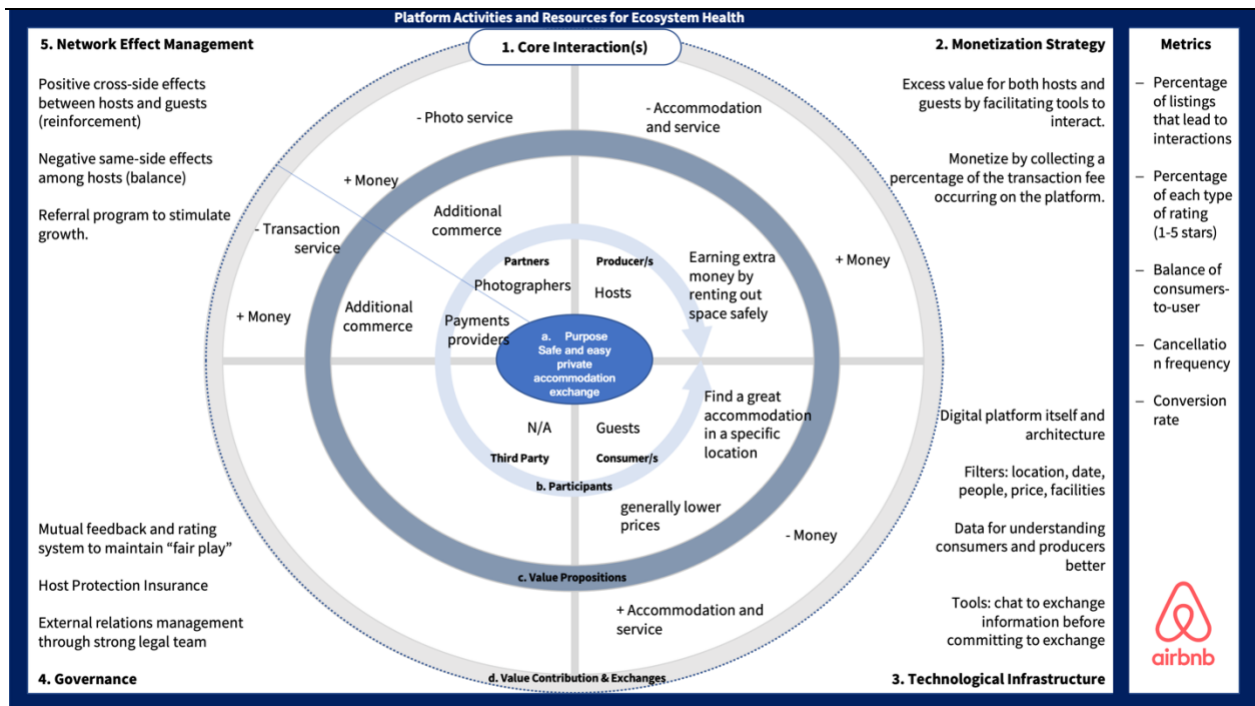 Platform Activities and Resources for Ecosystem Health
5. Network Effect Management
Positive cross-side effects
between hosts and guests
(reinforcement)
Negative same-side effects
among hosts (balance)
Referral program to stimulate
growth.
1. Core Interaction(s)
- Photo service
- Accommodation
and service
+ Money
- Transaction
service
+ Money
+ Money
Additional
commerce
Additional
commerce
Partners
Photographers
Payments
providers
Producer/s
Hosts
Earning extra
money by
renting out
space safely
a. Purpose
Safe and easy
private
accommodation
exchange
N/A
Third Party
Guests
Consumer/s
b. Participants
Find a great
accommodation
in a specific
location
generally lower
prices
- Money
c. Value Propositions
+ Accommodation and
service
d. Value Contribution & Exchanges
2. Monetization Strategy
Excess value for both hosts and
guests by facilitating tools to
interact.
Monetize by collecting a
percentage of the transaction fee
occurring on the platform.
Digital platform itself and
architecture
Filters: location, date,
people, price, facilities
Data for understanding
consumers and producers
better
Tools: chat to exchange
information before
committing to exchange
3. Technological Infrastructure
Mutual feedback and rating
system to maintain “fair play”
Host Protection Insurance
External relations management
through strong legal team
4. Governance
Metrics
– Percentage
of listings
that lead to
interactions
– Percentage
of each type
of rating
(1-5 stars)
– Balance of
consumers-
to-user
– Cancellatio
n frequency
– Conversion
rate
airbnb